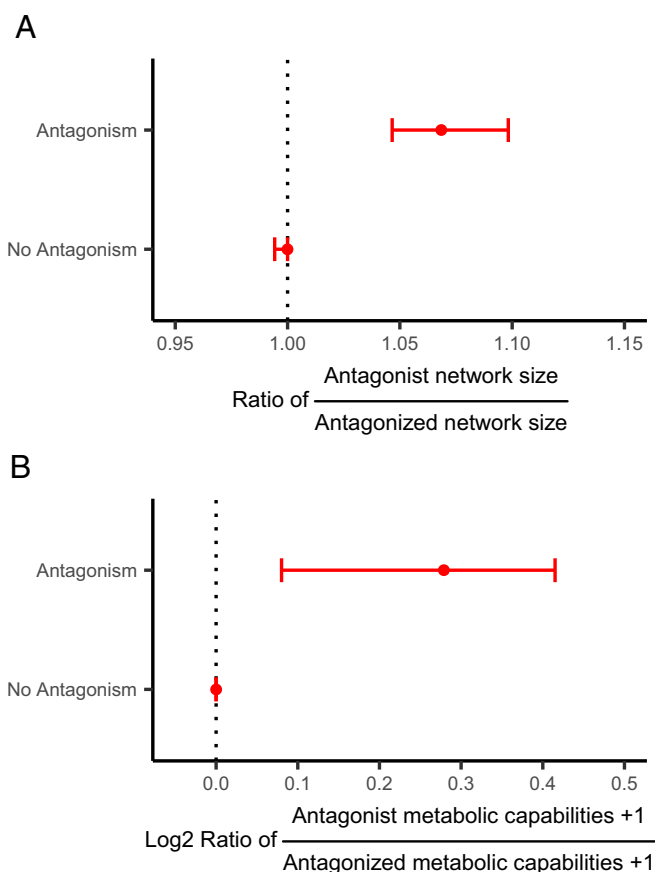 A
Antagonism
No Antagonism
0.95 1.00 1.05 1.10 1.15
Ratio of Antagonist network size
Antagonized network size
B
Antagonism
No Antagonism
0.0 0.1 0.2 0.3 0.4 0.5
Log2 Ratio of Antagonist metabolic capabilities +1
Antagonized metabolic capabilities +1